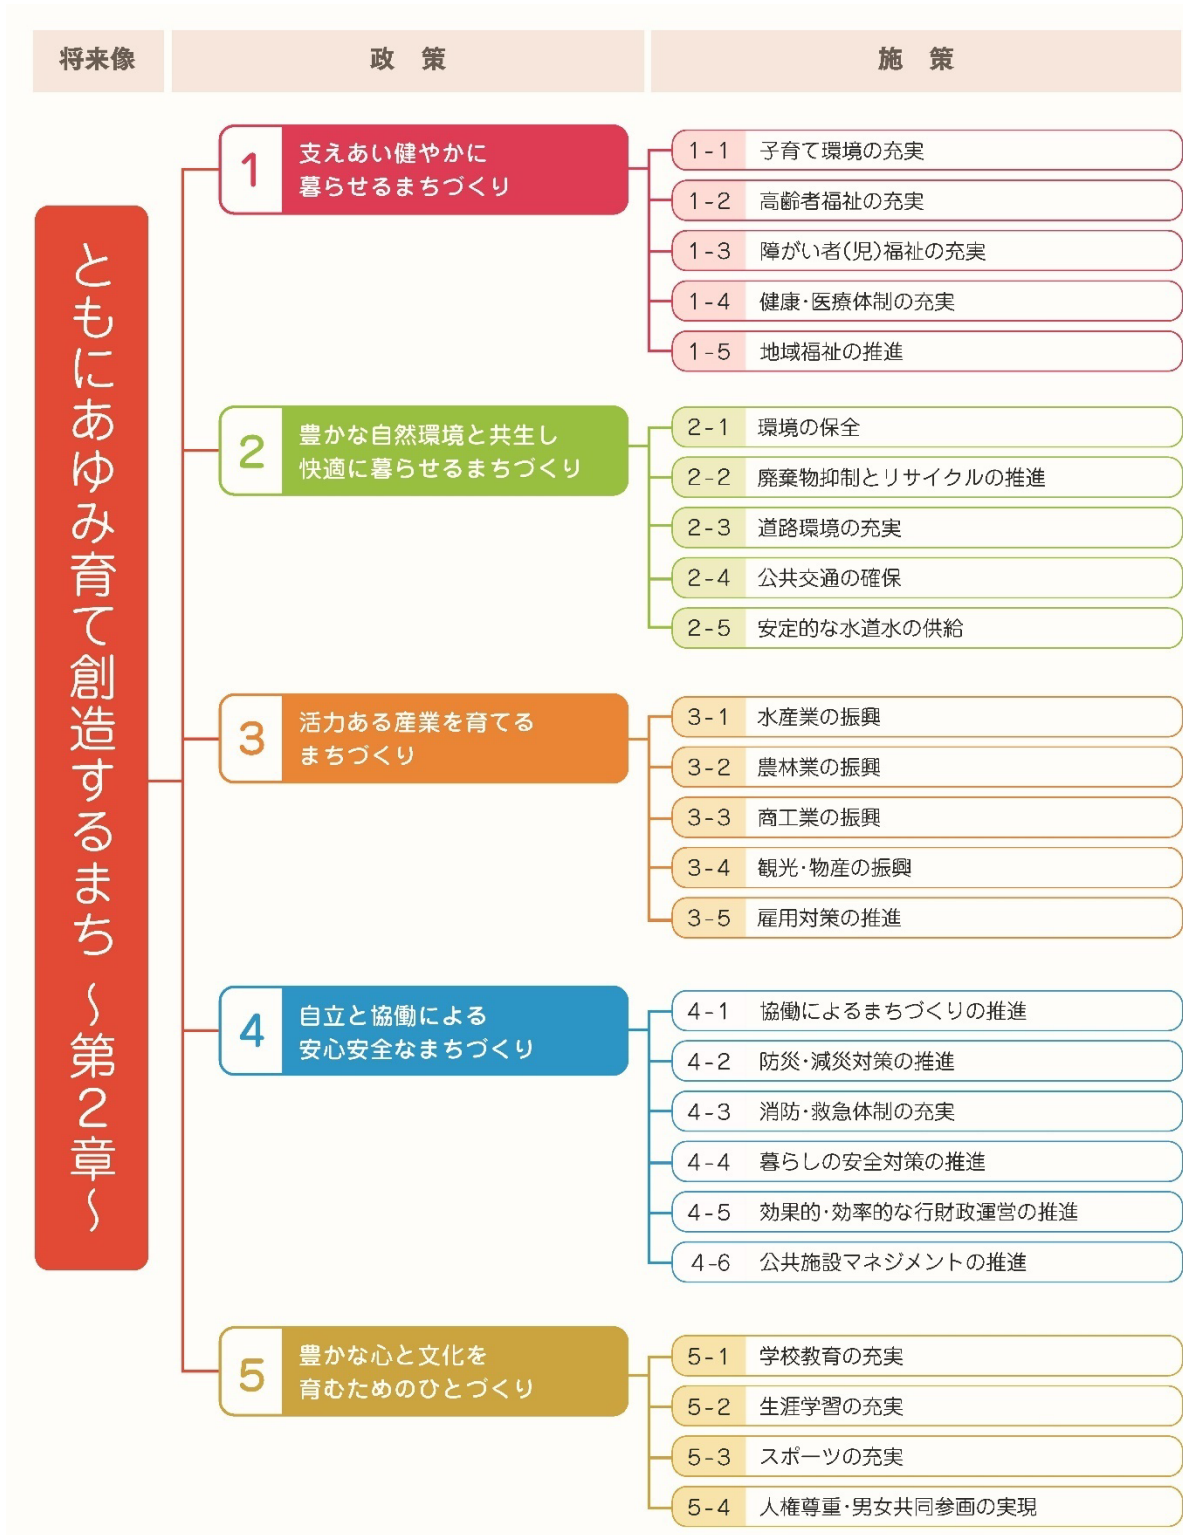 将来像
政　策
施　策
ともにあゆみ育て創造するまち ～第2章～
1
支えあい健やかに
暮らせるまちづくり
1-1 子育て環境の充実
1-2 高齢者福祉の充実
1-3 障がい者(児)福祉の充実
1-4 健康･医療体制の充実
1-5 地域福祉の推進
2
豊かな自然環境と共生し
快適に暮らせるまちづくり
2-1 環境の保全
2-2 廃棄物抑制とリサイクルの推進
2-3 道路環境の充実
2-4 公共交通の確保
2-5 安定的な水道水の供給
3
活力ある産業を育てる
まちづくり
3-1 水産業の振興
3-2 農林業の振興
3-3 商工業の振興
3-4 観光･物産の振興
3-5 雇用対策の推進
4
自立と協働による
安心安全なまちづくり
4-1 協働によるまちづくりの推進
4-2 防災･減災対策の推進
4-3 消防･救急体制の充実
4-4 暮らしの安全対策の推進
4-5 効果的･効率的な行財政運営の推進
4-6 公共施設マネジメントの推進
5
豊かな心と文化を
育むためのひとづくり
5-1 学校教育の充実
5-2 生涯学習の充実
5-3 スポーツの充実
5-4 人権尊重･男女共同参画の実現